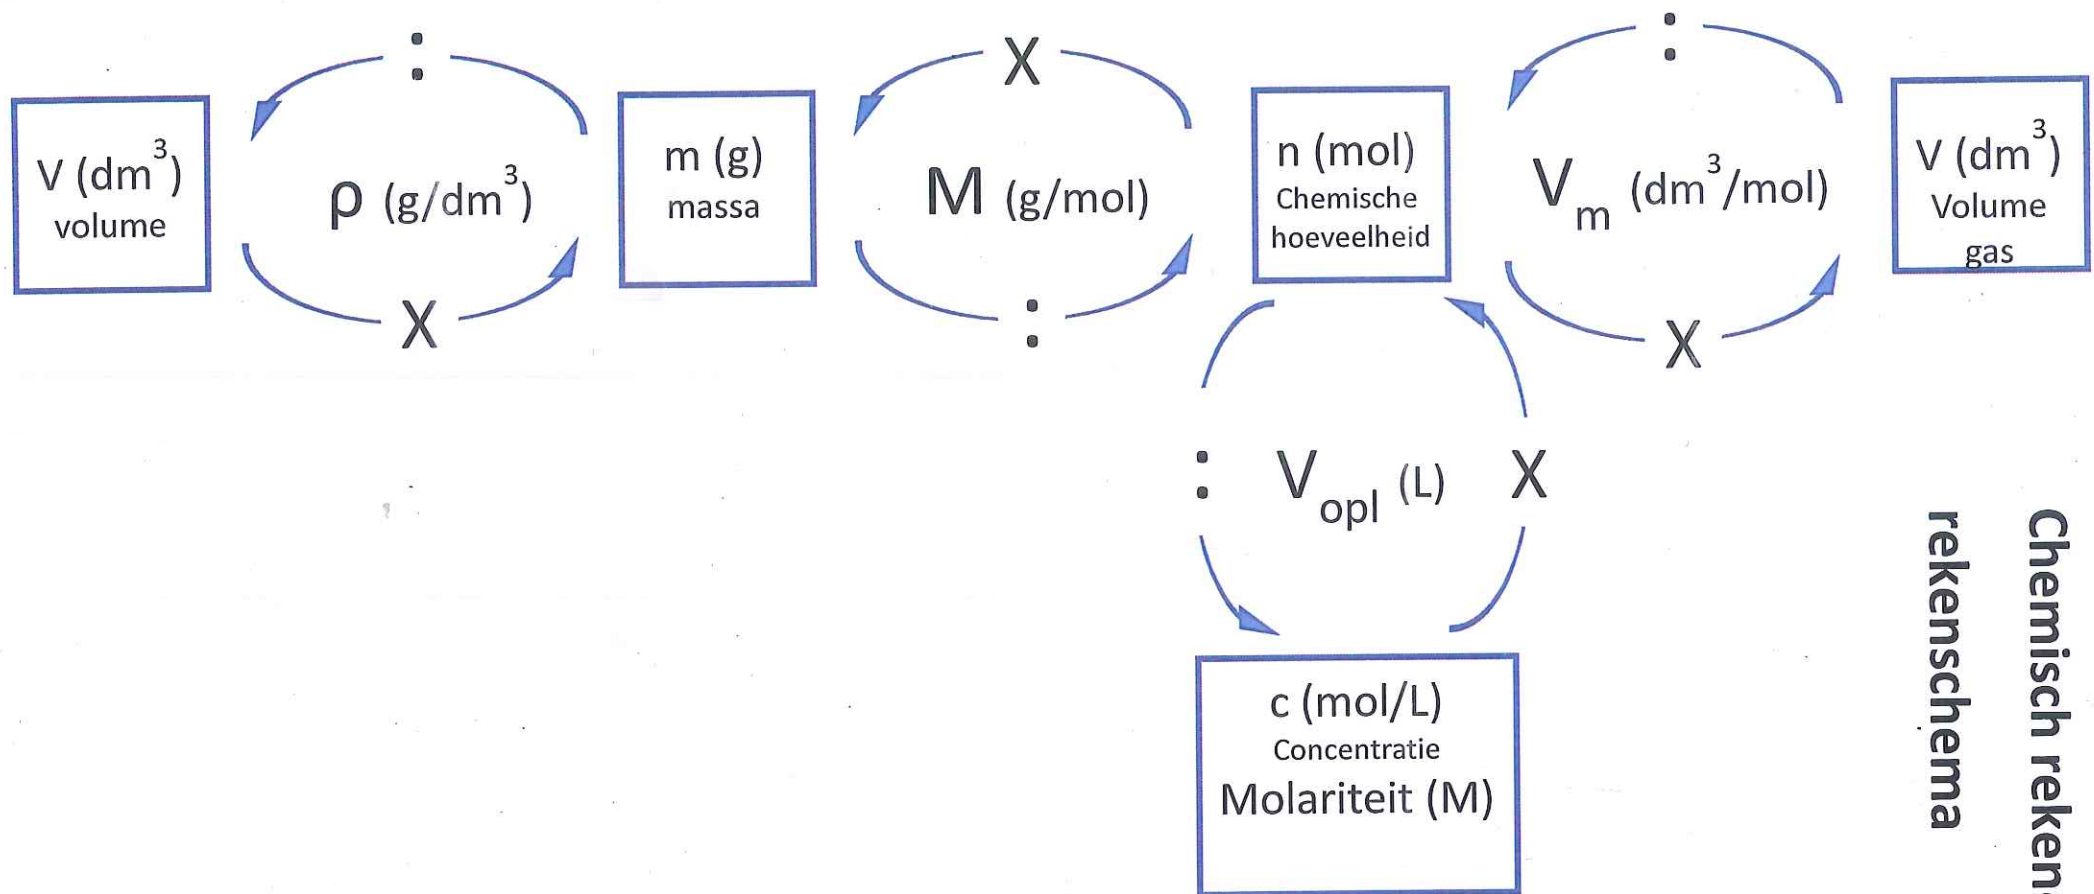 :
X
:
V (dm³)
volume
ρ (g/dm³)
m (g)
massa
M (g/mol)
n (mol)
Chemische
hoeveelheid
Vₘ (dm³/mol)
V (dm³)
Volume
gas
X
:
X
:
V opl (L)
X
c (mol/L)
Concentratie
Molariteit (M)
Chemisch reken
rekenschema